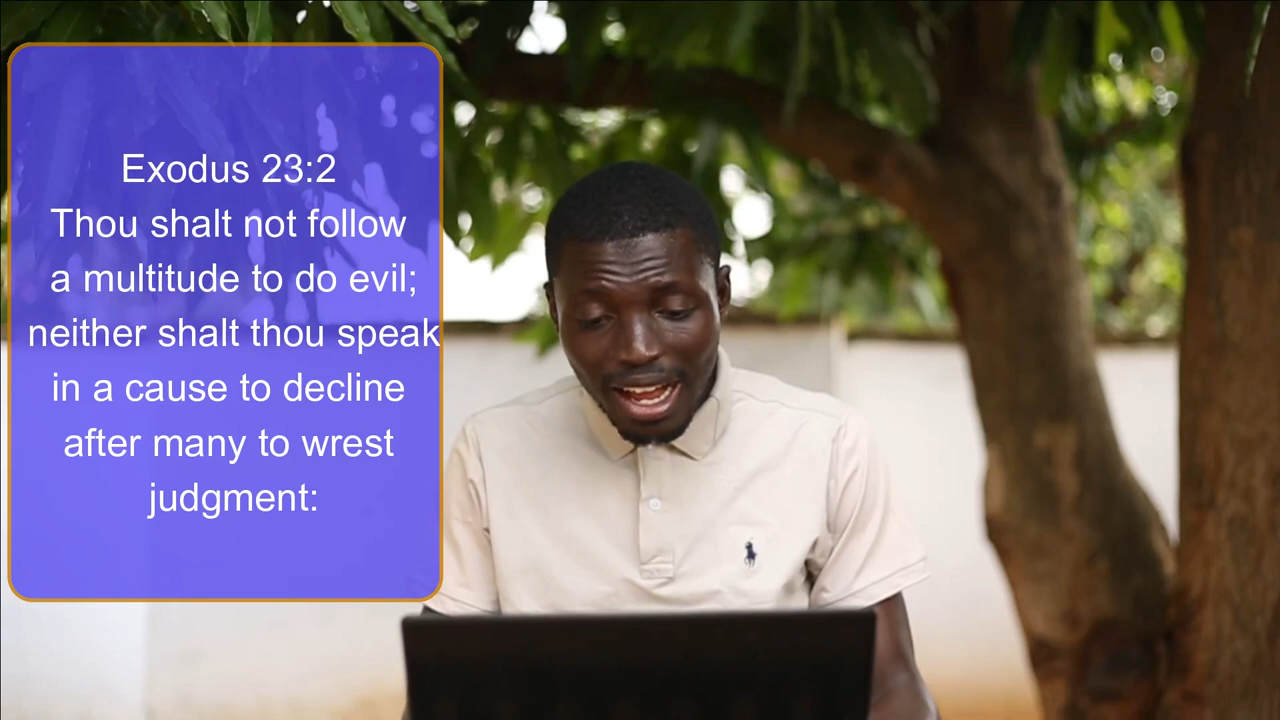 Exodus 23:2
Thou shalt not follow
a multitude to do evil;
neither shalt thou speak
in a cause to decline
after many to wrest
judgment: